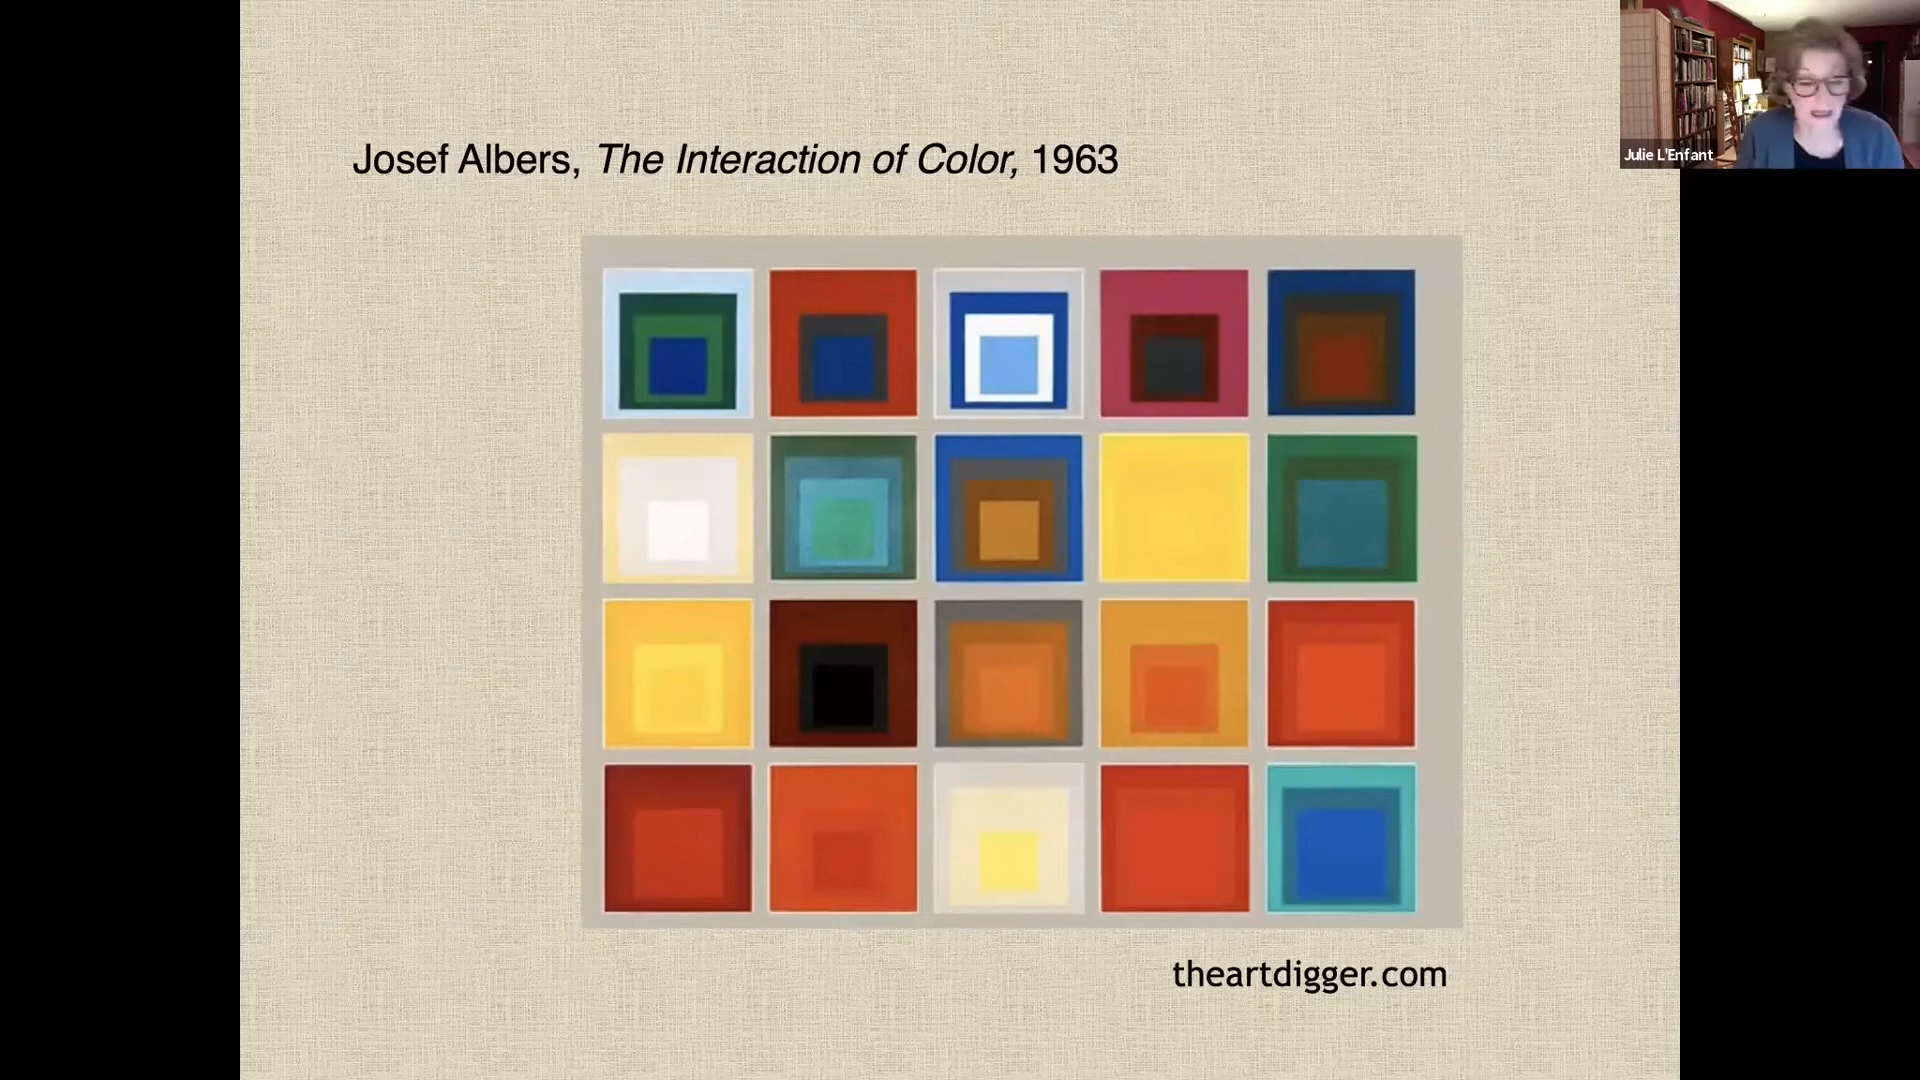 Josef Albers, The Interaction of Color, 1963
Julie L'Enfant
theartdigger.com